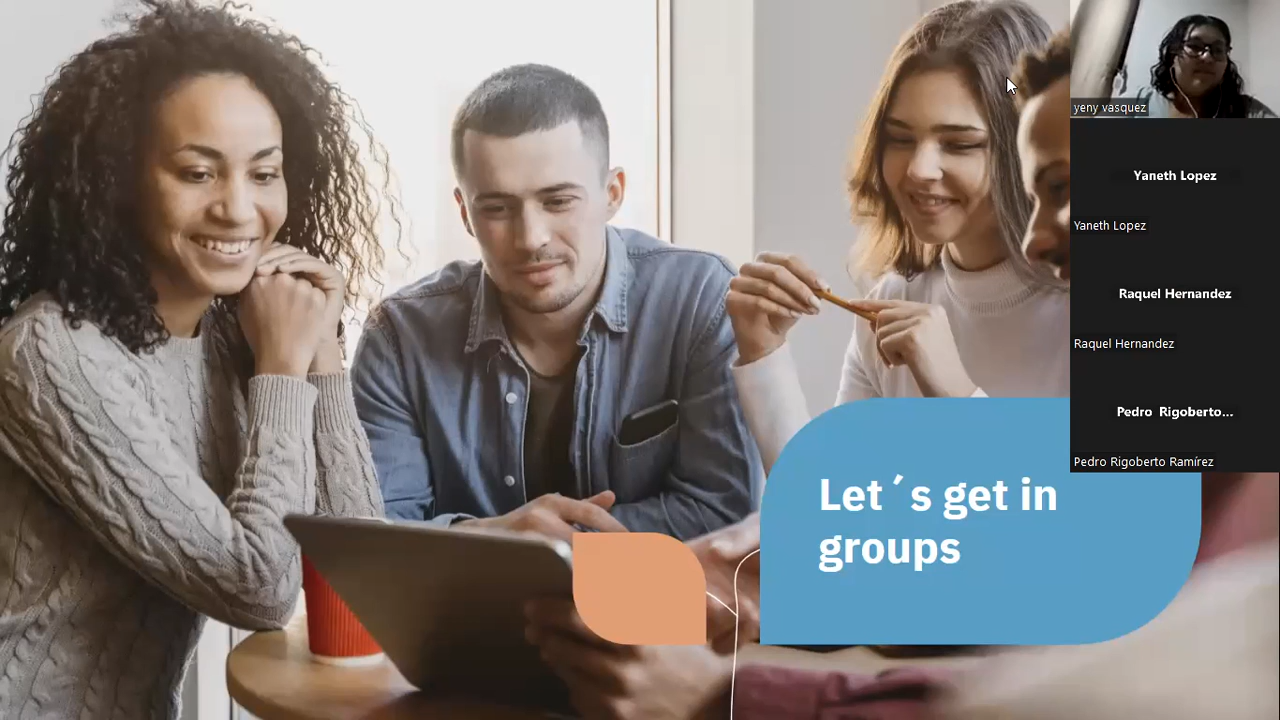 yeny vasquez
Yaneth Lopez
Yaneth Lopez
Raquel Hernandez
Raquel Hernandez
Pedro Rigoberto...
Pedro Rigoberto Ramírez
Let´s get in
groups